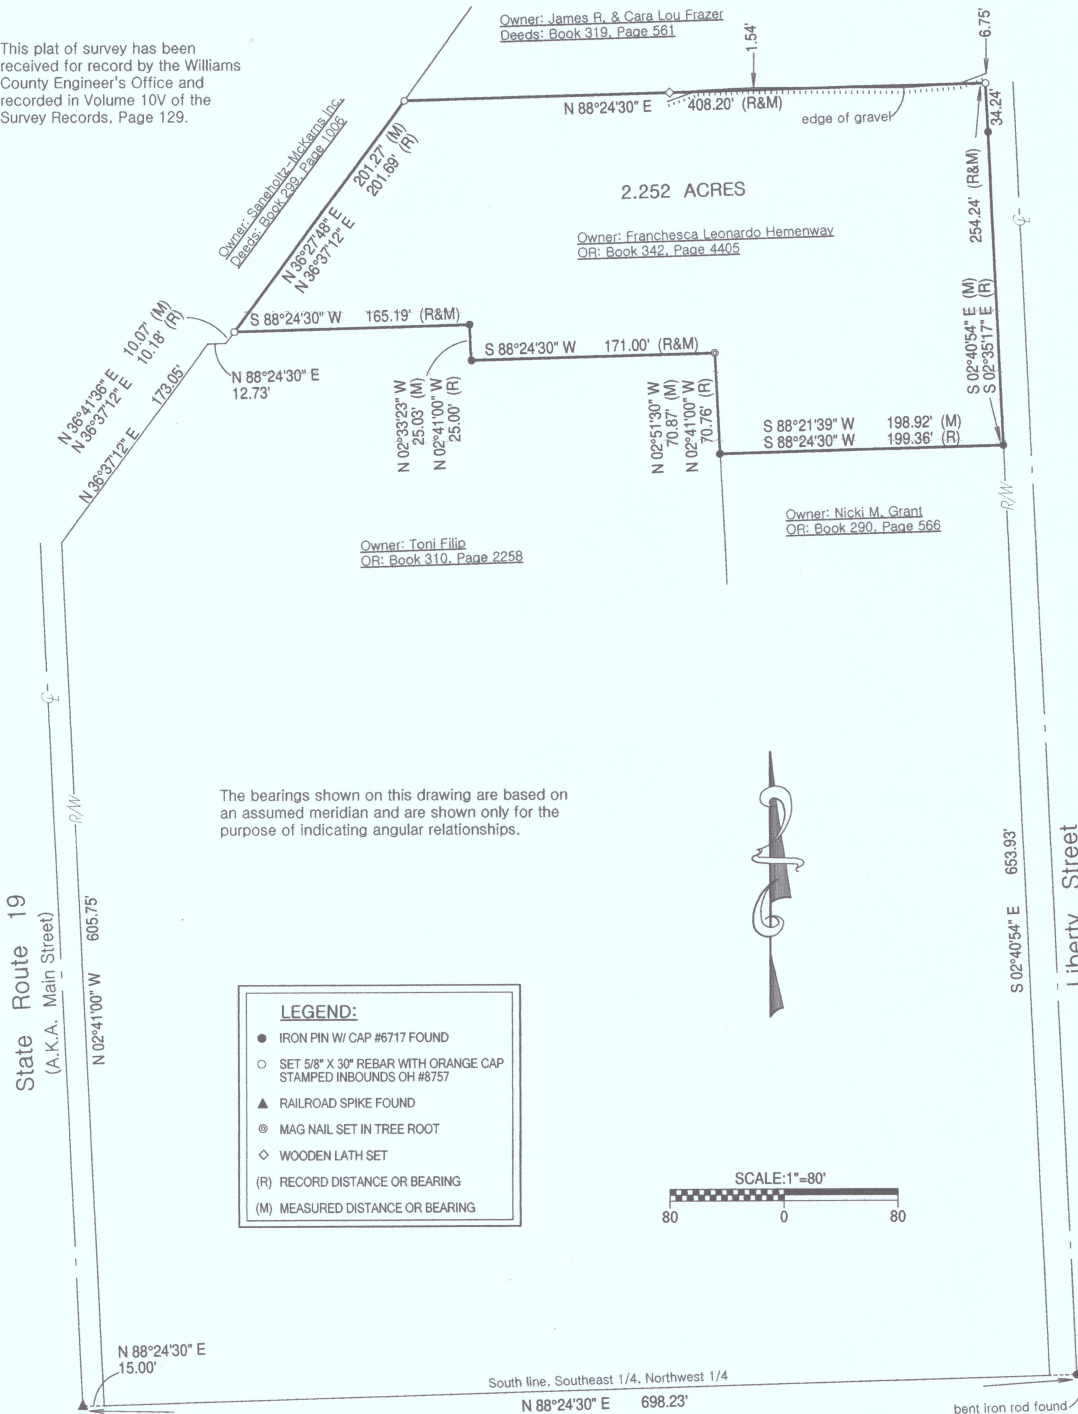 Owner: James R. & Cara Lou Frazer
Deeds: Book 319, Page 561
This plat of survey has been
received for record by the Williams
County Engineer's Office and
recorded in Volume 10V of the
Survey Records, Page 129.
1.54'
6.75'
N 88°24'30" E
408.20' (R&M)
edge of gravel
34.24'
Owner: Saneholtz-McKarns Inc.
Deeds: Book 299, Page 1006
201.27' (M)
201.69' (R)
N 36°27'48" E
N 36°37'12" E
2.252 ACRES
254.24' (R&M)
Owner: Franchesca Leonardo Hemenway
OR: Book 342, Page 4405
S 02°40'54" E (M)
S 02°35'17" E (R)
10.07' (M)
10.18' (R)
N 36°41'36" E
N 36°37'12" E
S 88°24'30" W 165.19' (R&M)
S 88°24'30" W 171.00' (R&M)
N 88°24'30" E
12.73'
173.05'
N 36°37'12" E
N 02°33'23" W
25.03' (M)
N 02°41'00" W
25.00' (R)
N 02°51'30" W
70.87' (M)
N 02°41'00" W
70.76' (R)
S 88°21'39" W 198.92' (M)
S 88°24'30" W 199.36' (R)
R/W
Owner: Nicki M. Grant
OR: Book 290, Page 566
Owner: Toni Filip
OR: Book 310, Page 2258
The bearings shown on this drawing are based on
an assumed meridian and are shown only for the
purpose of indicating angular relationships.
R/W
State Route 19
(A.K.A. Main Street)
N 02°41'00" W 605.75'
S 02°40'54" E 653.93'
Liberty Street
LEGEND:
IRON PIN W/ CAP #6717 FOUND
SET 5/8" X 30" REBAR WITH ORANGE CAP
STAMPED INBOUNDS OH #8757
RAILROAD SPIKE FOUND
MAG NAIL SET IN TREE ROOT
WOODEN LATH SET
(R) RECORD DISTANCE OR BEARING
(M) MEASURED DISTANCE OR BEARING
SCALE:1"=80'
80 0 80
N 88°24'30" E
15.00'
South line, Southeast 1/4, Northwest 1/4
N 88°24'30" E 698.23'
bent iron rod found